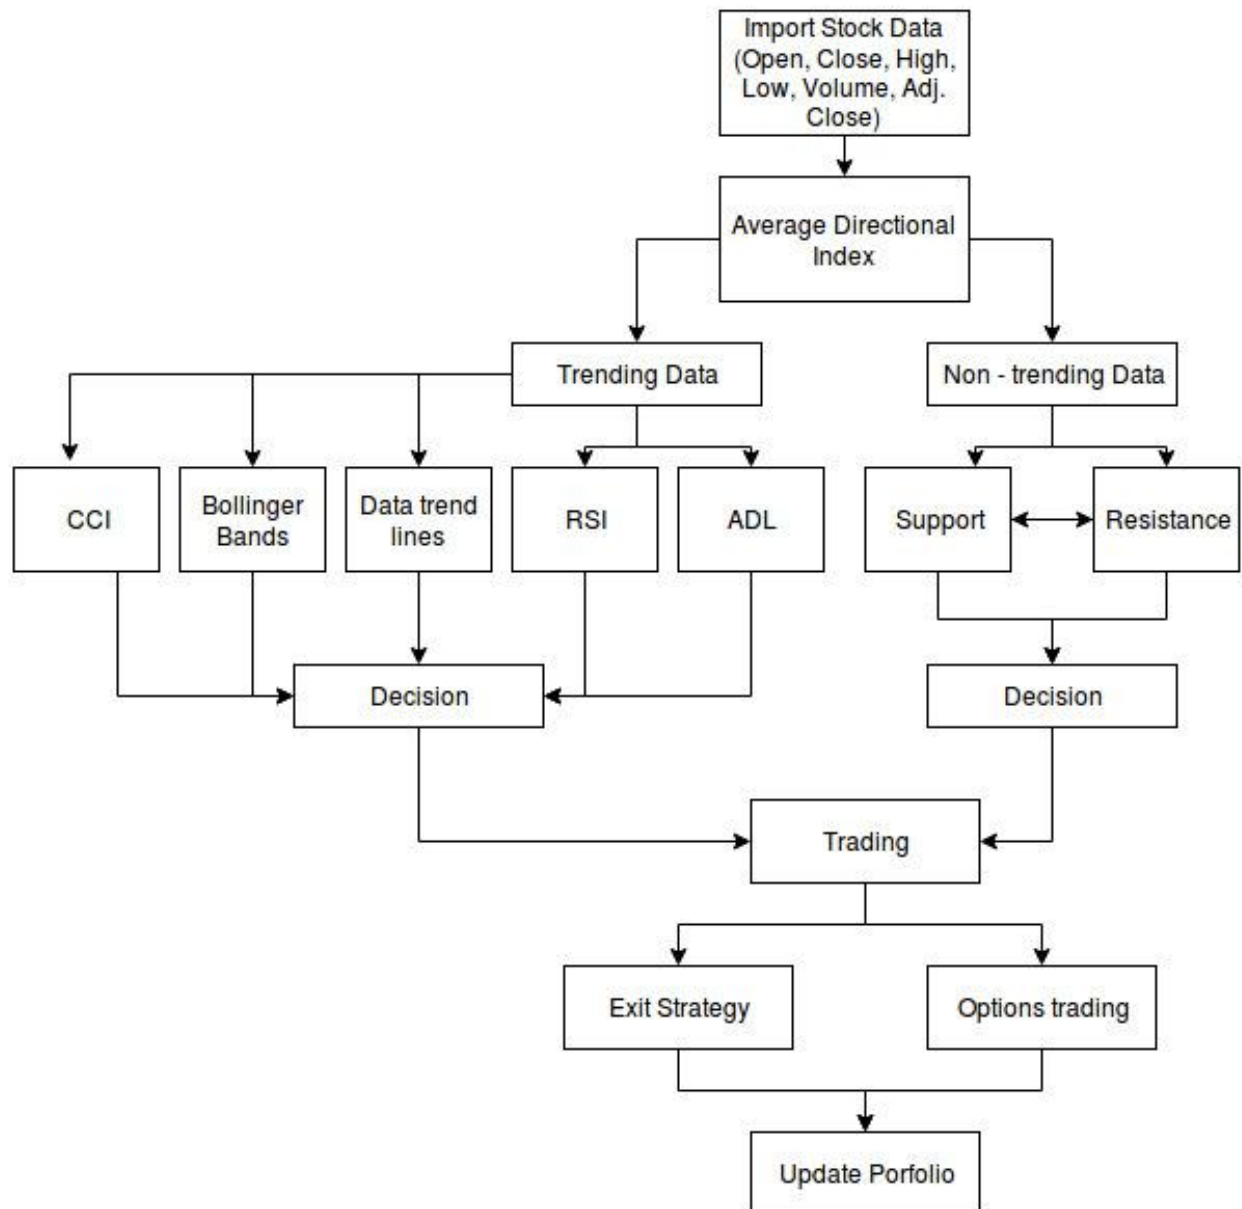 Import Stock Data
(Open, Close, High,
Low, Volume, Adj.
Close)
Average Directional
Index
Trending Data
Non - trending Data
CCI
Bollinger
Bands
Data trend
lines
RSI
ADL
Support
Resistance
Decision
Decision
Trading
Exit Strategy
Options trading
Update Porfolio